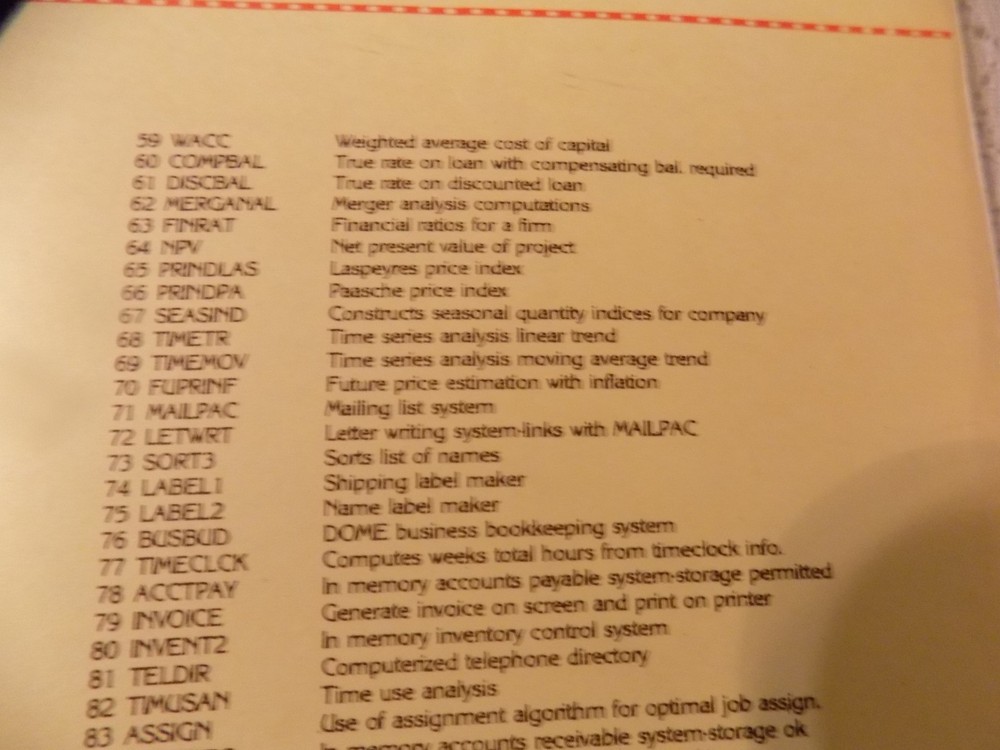 59 WACC Weighted average cost of capital
60 COMPBAL True rate on loan with compensating bal. required
61 DISCBAL True rate on discounted loan
62 MERGANAL Merger analysis computations
63 FINRAT Financial ratios for a firm
64 NPV Net present value of project
65 PRINDLAS Laspeyres price index
66 PRINDPA Paasche price index
67 SEASIND Constructs seasonal quantity indices for company
68 TIMETR Time series analysis linear trend
69 TIMEMOV Time series analysis moving average trend
70 FUPRINF Future price estimation with inflation
71 MAILPAC Mailing list system
72 LETWRT Letter writing system-links with MAILPAC
73 SORT3 Sorts list of names
74 LABEL1 Shipping label maker
75 LABEL2 Name label maker
76 BUSBUD DOME business bookkeeping system
77 TIMECLCK Computes weeks total hours from timeclock info.
78 ACCTPAY In memory accounts payable system-storage permitted
79 INVOICE Generate invoice on screen and print on printer
80 INVENT2 In memory inventory control system
81 TELDIR Computerized telephone directory
82 TIMUSAN Time use analysis
83 ASSIGN Use of assignment algorithm for optimal job assign.
In memory accounts receivable system-storage ok